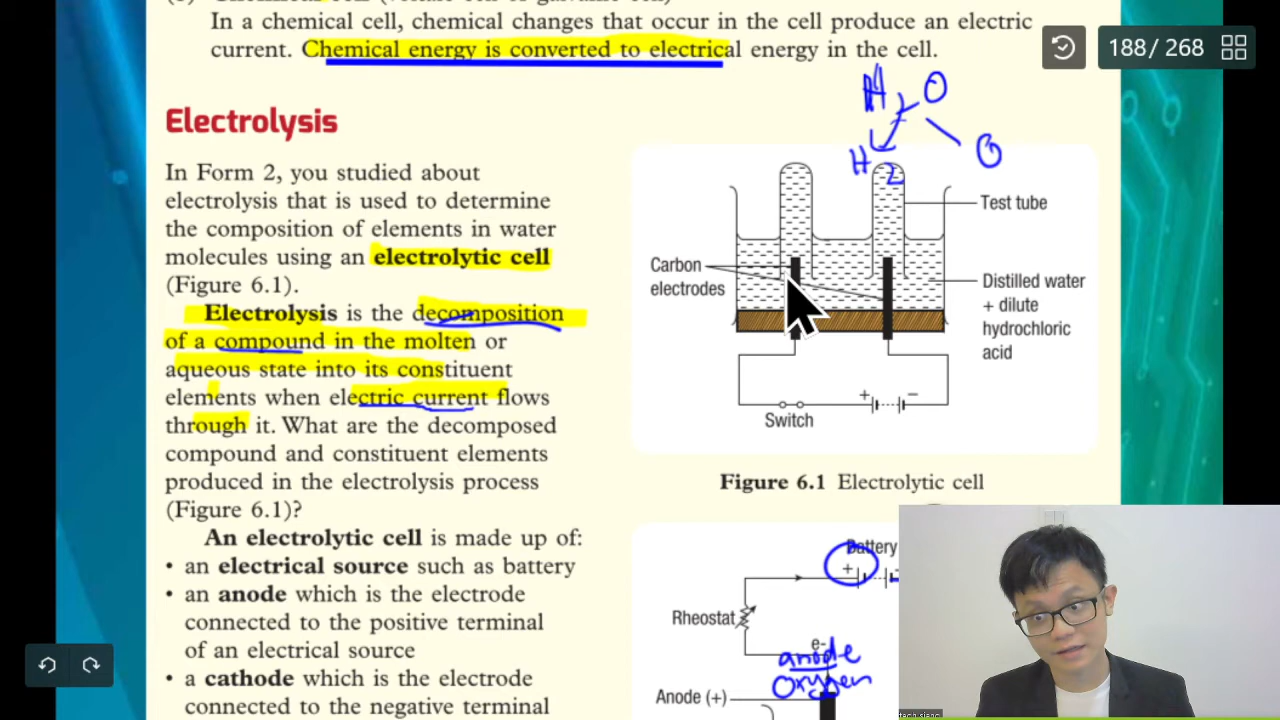 In a chemical cell, chemical changes that occur in the cell produce an electric
current. Chemical energy is converted to electrical energy in the cell.
188/ 268
H O
H2 O
Electrolysis
In Form 2, you studied about
electrolysis that is used to determine
the composition of elements in water
molecules using an electrolytic cell
(Figure 6.1).
Electrolysis is the decomposition
of a compound in the molten or
aqueous state into its constituent
elements when electric current flows
through it. What are the decomposed
compound and constituent elements
produced in the electrolysis process
(Figure 6.1)?
An electrolytic cell is made up of:
• an electrical source such as battery
• an anode which is the electrode
connected to the positive terminal
of an electrical source
• a cathode which is the electrode
connected to the negative terminal
Test tube
Carbon
electrodes
Distilled water
+ dilute
hydrochloric
acid
+ −
Switch
Figure 6.1 Electrolytic cell
Battery
+
Rheostat
e-
anode
oxygen
Anode (+)